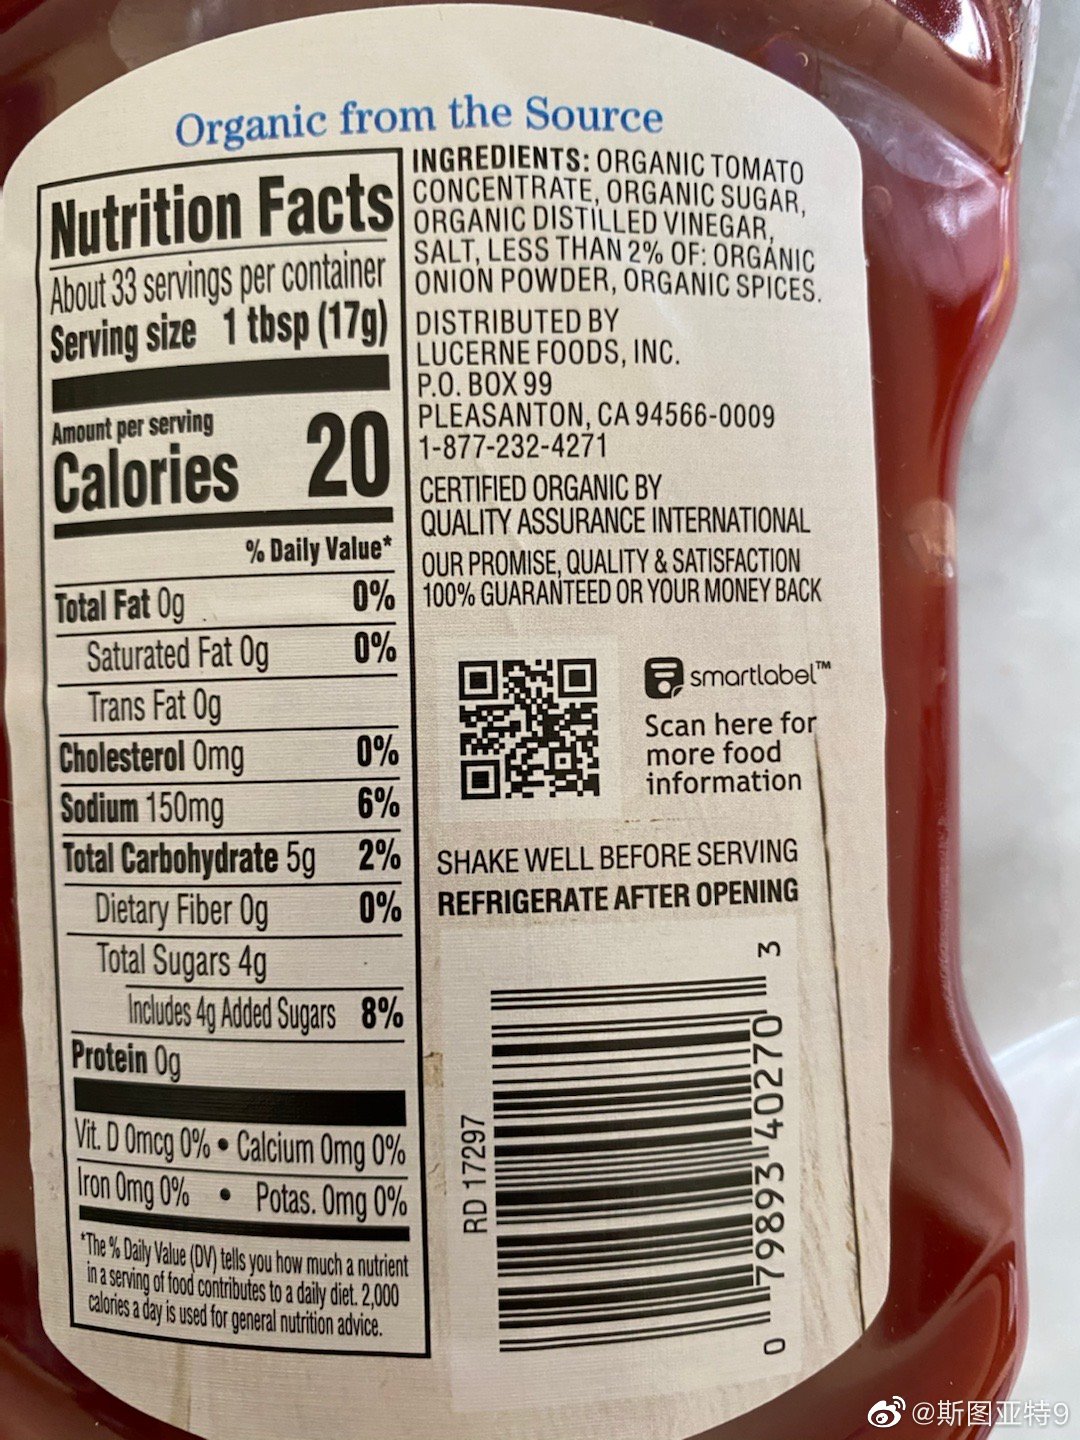 Organic from the Source
Nutrition Facts
About 33 servings per container
Serving size 1 tbsp (17g)
Amount per serving
Calories 20
% Daily Value*
Total Fat 0g 0%
Saturated Fat 0g 0%
Trans Fat 0g
Cholesterol 0mg 0%
Sodium 150mg 6%
Total Carbohydrate 5g 2%
Dietary Fiber 0g 0%
Total Sugars 4g
Includes 4g Added Sugars 8%
Protein 0g
Vit. D 0mcg 0% • Calcium 0mg 0%
Iron 0mg 0% • Potas. 0mg 0%
*The % Daily Value (DV) tells you how much a nutrient
in a serving of food contributes to a daily diet. 2,000
calories a day is used for general nutrition advice.
INGREDIENTS: ORGANIC TOMATO
CONCENTRATE, ORGANIC SUGAR,
ORGANIC DISTILLED VINEGAR,
SALT, LESS THAN 2% OF: ORGANIC
ONION POWDER, ORGANIC SPICES.
DISTRIBUTED BY
LUCERNE FOODS, INC.
P.O. BOX 99
PLEASANTON, CA 94566-0009
1-877-232-4271
CERTIFIED ORGANIC BY
QUALITY ASSURANCE INTERNATIONAL
OUR PROMISE, QUALITY & SATISFACTION
100% GUARANTEED OR YOUR MONEY BACK
smartlabel™
Scan here for
more food
information
SHAKE WELL BEFORE SERVING
REFRIGERATE AFTER OPENING
RD 17297
0 79893 40270 3
@斯图亚特9